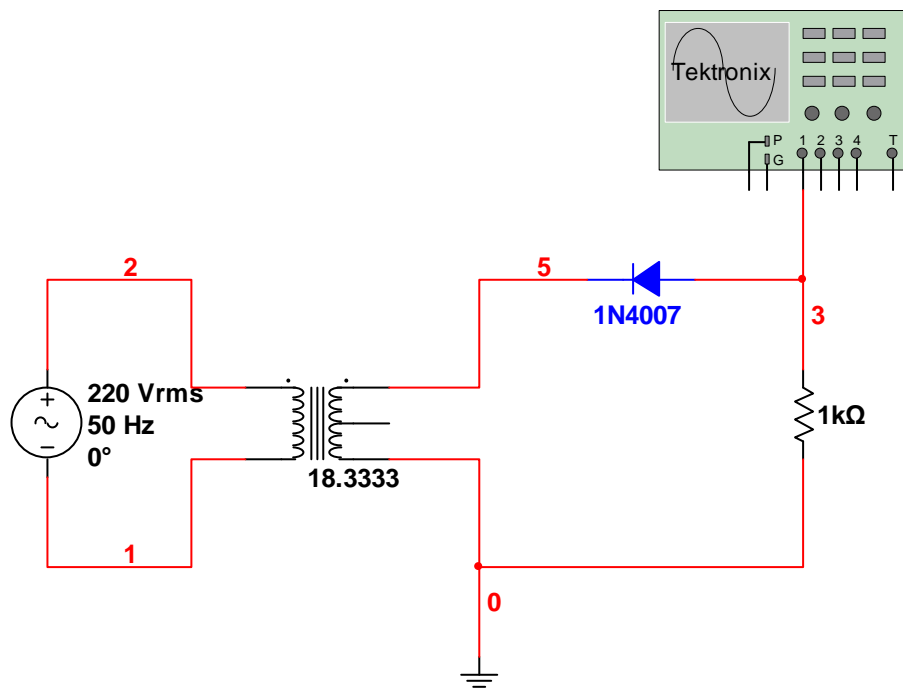 Tektronix
P
G
1 2 3 4 T
2
5
1N4007
3
220 Vrms
50 Hz
0°
18.3333
1kΩ
1
0